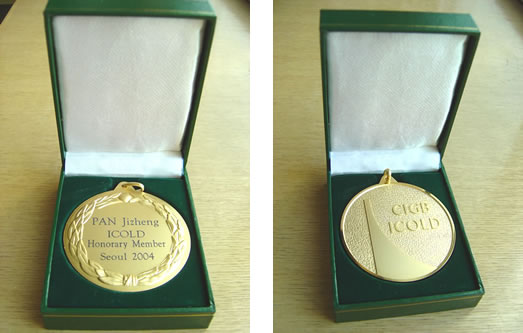 PAN Jizheng
ICOLD
Honorary Member
Seoul 2004
CIGB
ICOLD